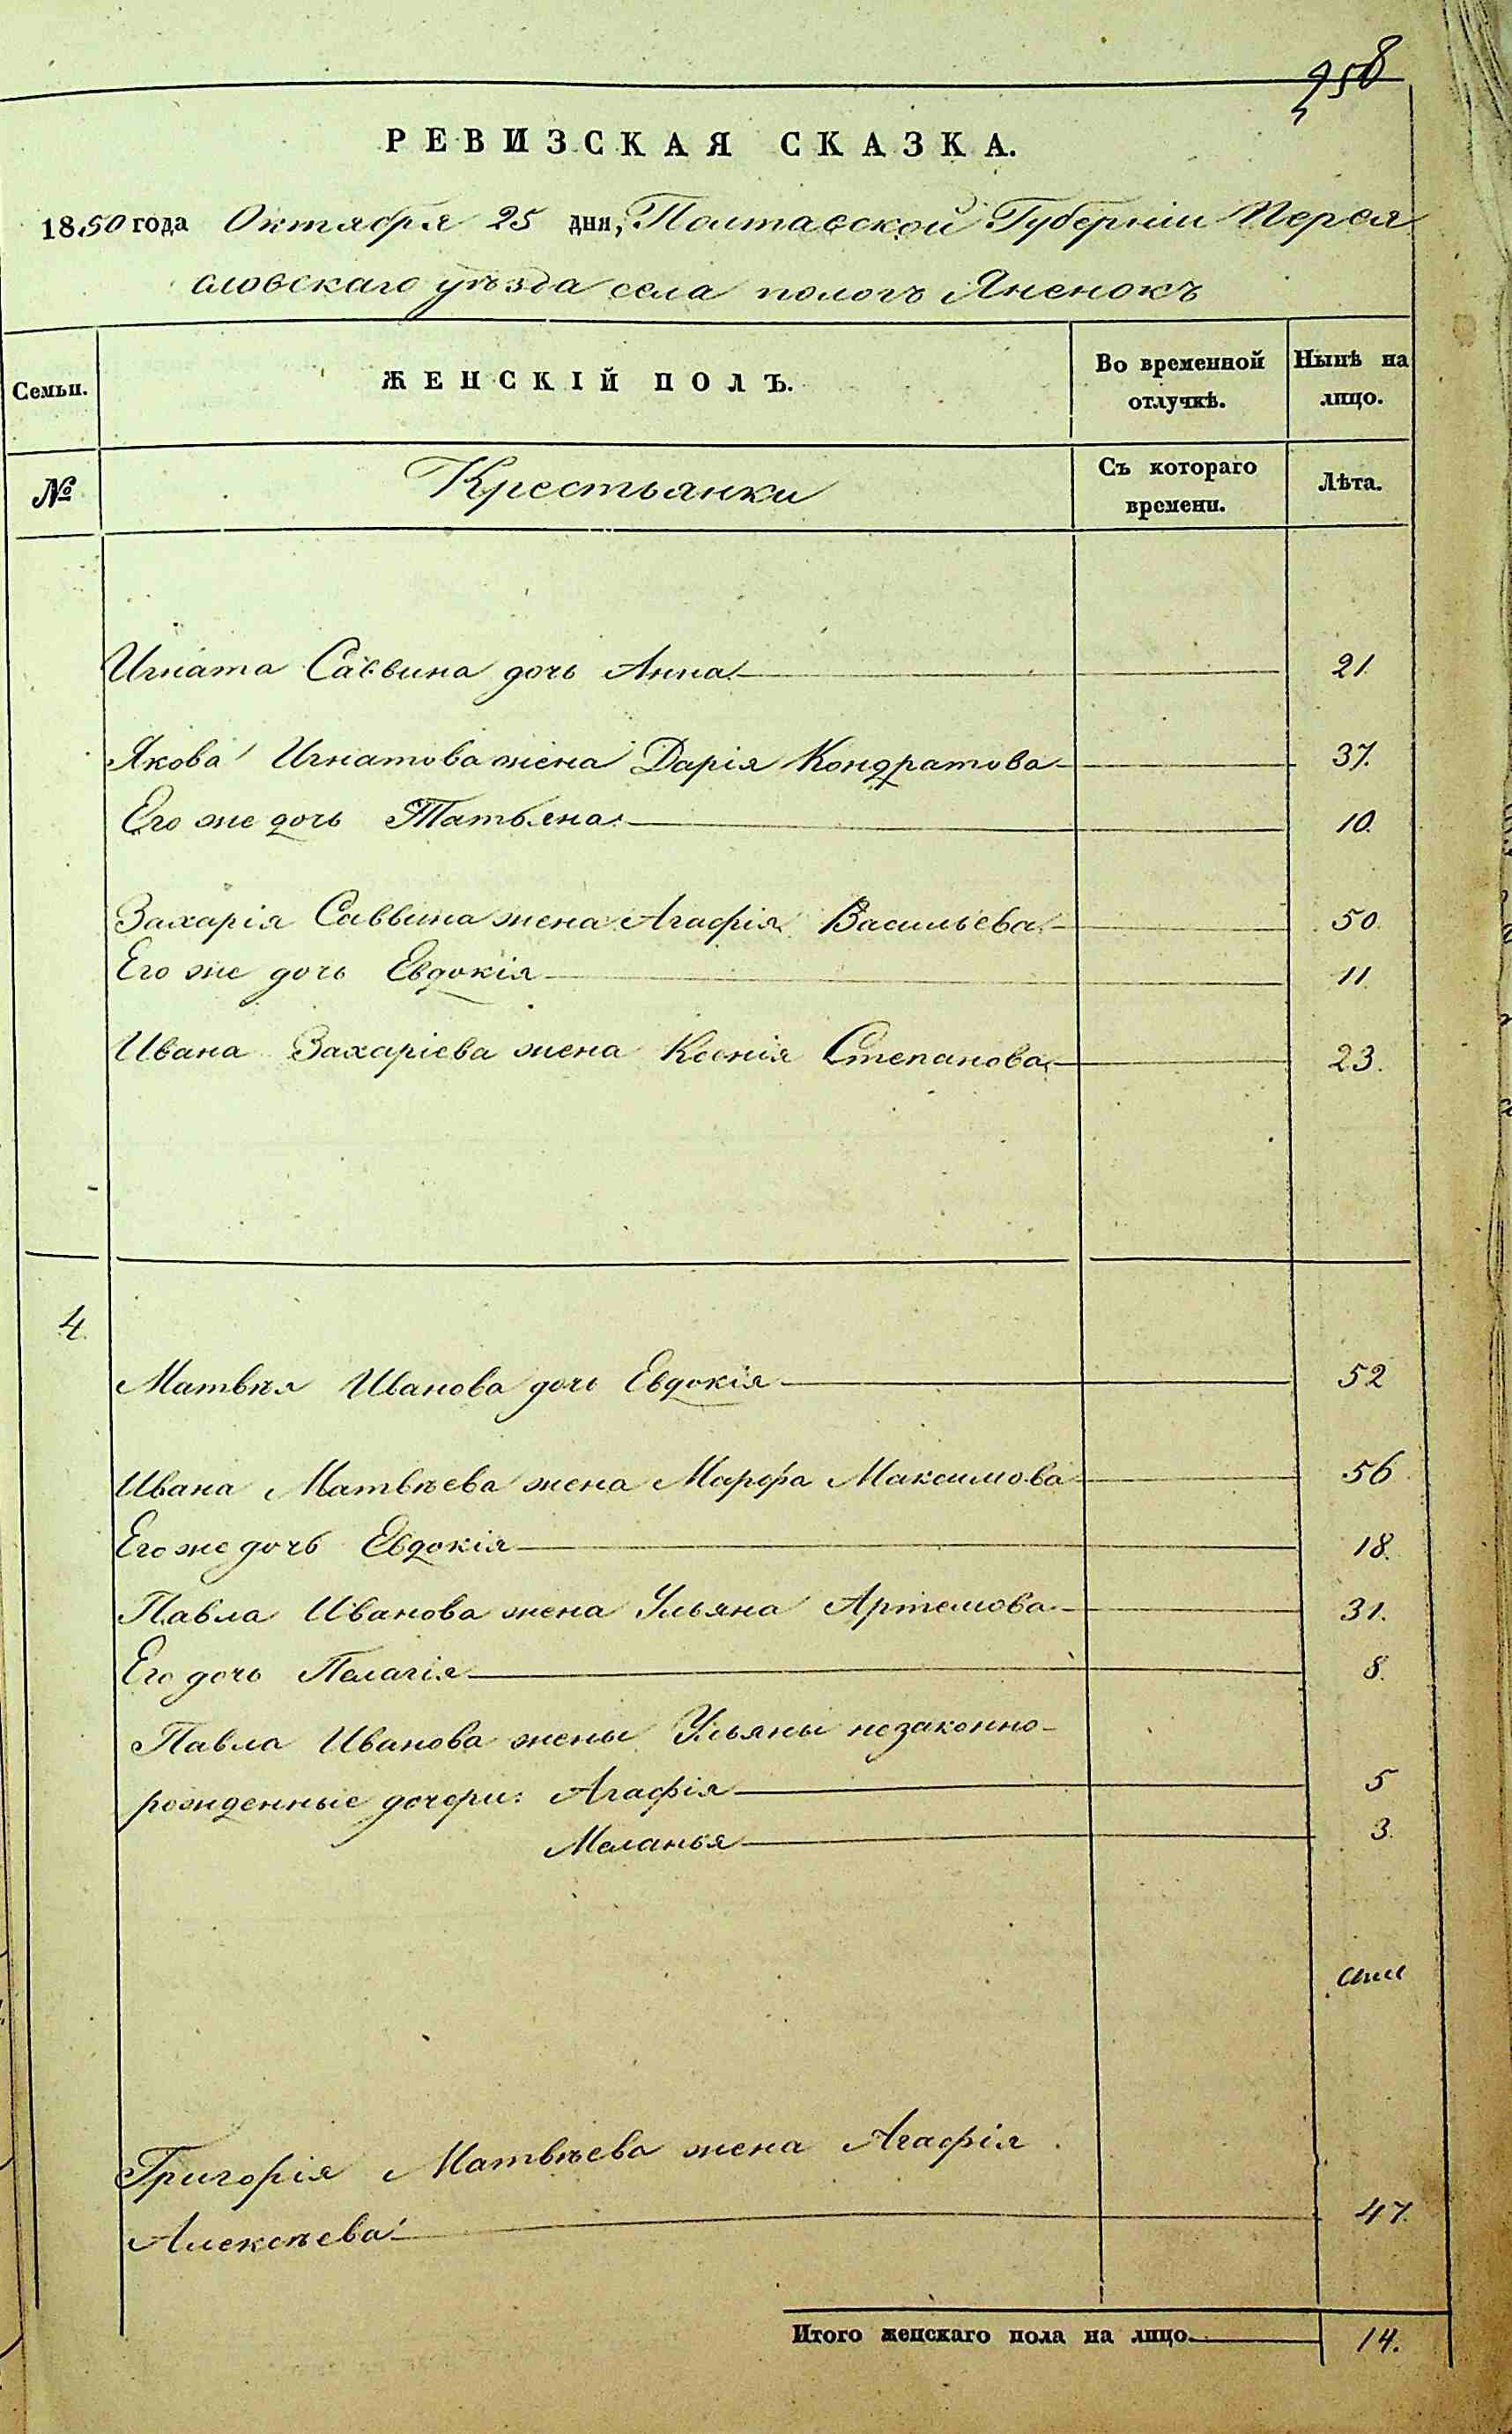 258
РЕВИЗСКАЯ СКАЗКА.
1850 года Октября 25 дня, Полтавской Губерніи Перея
словскаго уѣзда села пологъ Яненокъ
Семьи. ЖЕНСКІЙ ПОЛЪ. Во временной отлучкѣ. Нынѣ на лицо.
№ Крестьянки Съ котораго времени. Лѣта.
Игната Саввина дочь Анна 21
Якова Игнатова жена Дарія Кондратова 37.
Его же дочь Татьяна 10.
Захарія Саввина жена Агафія Васильева 50.
Его же дочь Евдокія 11
Ивана Захаріева жена Ксенія Степанова 23.
4.
Матвѣя Иванова дочь Евдокія 52
Ивана Матвѣева жена Марфа Максимова 56
Его же дочь Евдокія 18.
Павла Иванова жена Ульяна Артемова 31.
Его дочь Пелагія 8.
Павла Иванова жены Ульяны незаконно-
рожденные дочери: Агафія 5
Меланья 3.
Григорія Матвѣева жена Агафія
Алексѣева 47.
Итого женскаго пола на лицо 14.